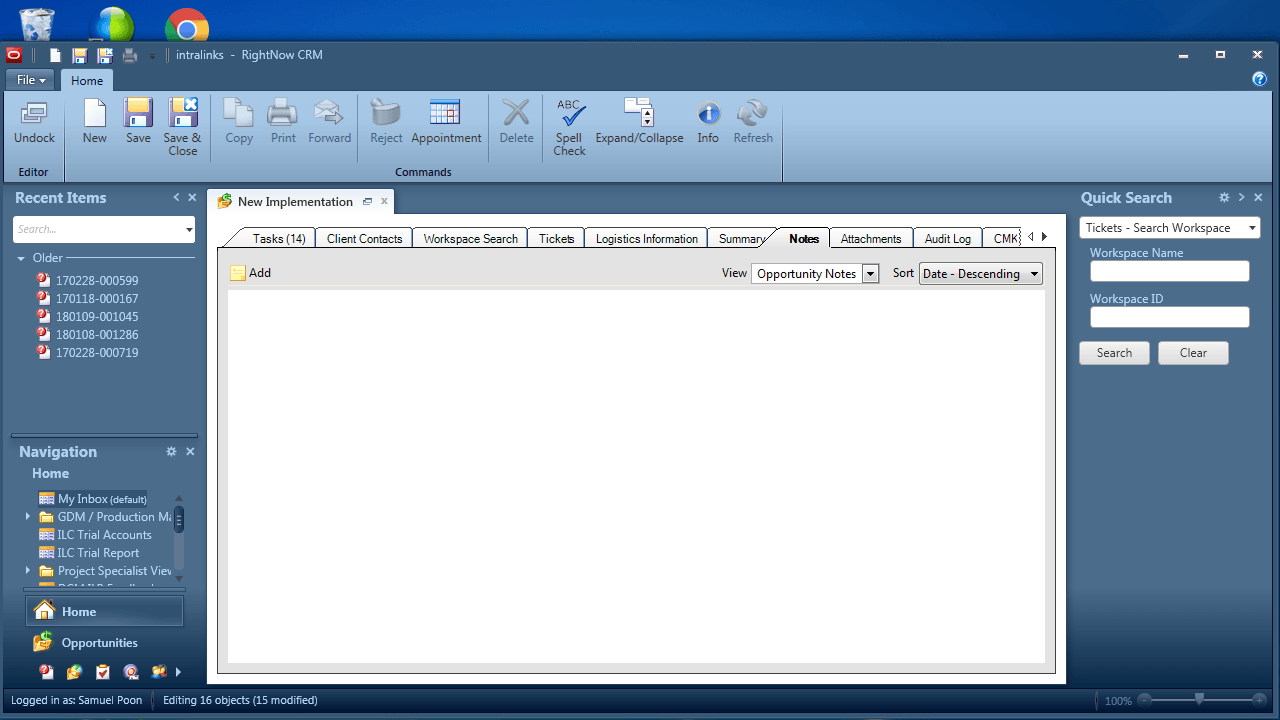 intralinks - RightNow CRM
File
Home
Undock
New
Save
Save & Close
Copy
Print
Forward
Reject
Appointment
Delete
ABC
Spell Check
Expand/Collapse
Info
Refresh
Editor
Commands
Recent Items
Search...
Older
170228-000599
170118-000167
180109-001045
180108-001286
170228-000719
Navigation
Home
My Inbox (default)
GDM / Production Ma
ILC Trial Accounts
ILC Trial Report
Project Specialist View
Home
Opportunities
New Implementation
Tasks (14)
Client Contacts
Workspace Search
Tickets
Logistics Information
Summary
Notes
Attachments
Audit Log
CMK
Add
View
Opportunity Notes
Sort
Date - Descending
Quick Search
Tickets - Search Workspace
Workspace Name
Workspace ID
Search
Clear
Logged in as: Samuel Poon
Editing 16 objects (15 modified)
100%